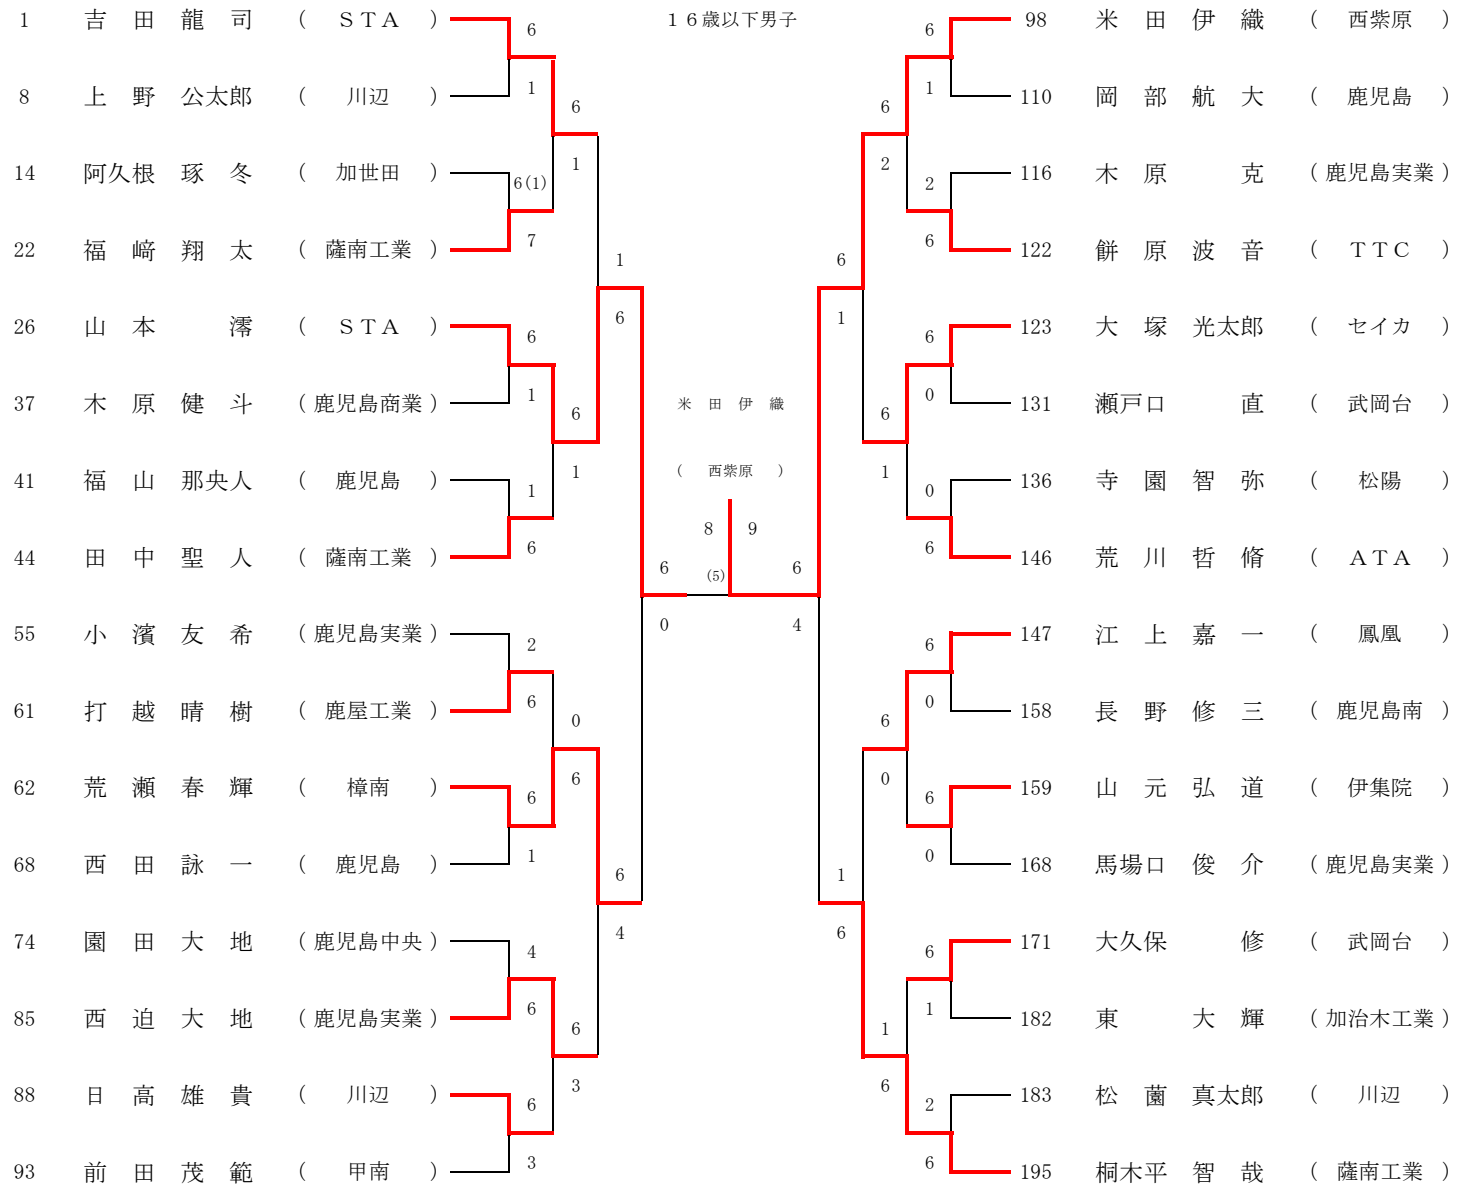 １６歳以下男子
1 吉 田 龍 司 ( ＳＴＡ )
6
8 上 野 公太郎 ( 川辺 )
1
6
14 阿久根 琢 冬 ( 加世田 )
6(1)
1
22 福 﨑 翔 太 ( 薩南工業 )
7
1
26 山 本 澪 ( ＳＴＡ )
6
6
37 木 原 健 斗 ( 鹿児島商業 )
1
6
41 福 山 那央人 ( 鹿児島 )
1
1
44 田 中 聖 人 ( 薩南工業 )
6
6
55 小 濱 友 希 ( 鹿児島実業 )
2
0
61 打 越 晴 樹 ( 鹿屋工業 )
6
0
62 荒 瀬 春 輝 ( 樟南 )
6
6
68 西 田 詠 一 ( 鹿児島 )
1
6
74 園 田 大 地 ( 鹿児島中央 )
4
4
85 西 迫 大 地 ( 鹿児島実業 )
6
6
88 日 高 雄 貴 ( 川辺 )
6
3
93 前 田 茂 範 ( 甲南 )
3
米 田 伊 織
( 西紫原 )
8 9
(5)
98 米 田 伊 織 ( 西紫原 )
6
110 岡 部 航 大 ( 鹿児島 )
1
6
116 木 原 克 ( 鹿児島実業 )
2
2
122 餅 原 波 音 ( ＴＴＣ )
6
6
123 大 塚 光太郎 ( セイカ )
6
1
131 瀬戸口 直 ( 武岡台 )
0
6
136 寺 園 智 弥 ( 松陽 )
0
1
146 荒 川 哲 脩 ( ＡＴＡ )
6
6
147 江 上 嘉 一 ( 鳳凰 )
6
4
158 長 野 修 三 ( 鹿児島南 )
0
6
159 山 元 弘 道 ( 伊集院 )
6
0
168 馬場口 俊 介 ( 鹿児島実業 )
0
1
171 大久保 修 ( 武岡台 )
6
6
182 東 大 輝 ( 加治木工業 )
1
1
183 松 薗 真太郎 ( 川辺 )
2
6
195 桐木平 智 哉 ( 薩南工業 )
6